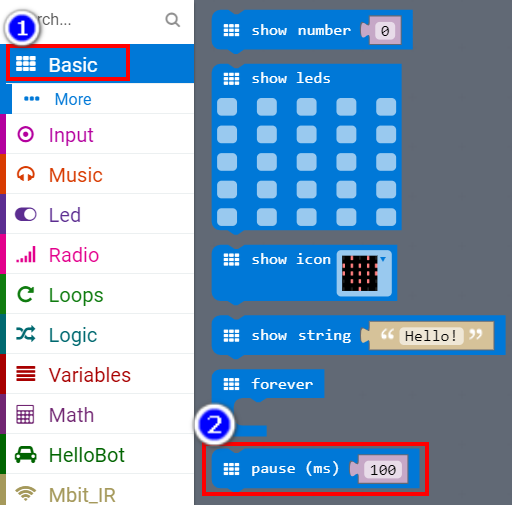 1
rch...
Basic
More
Input
Music
Led
Radio
Loops
Logic
Variables
Math
HelloBot
Mbit_IR
show number 0
show leds
show icon
show string “ Hello! ”
forever
2
pause (ms) 100